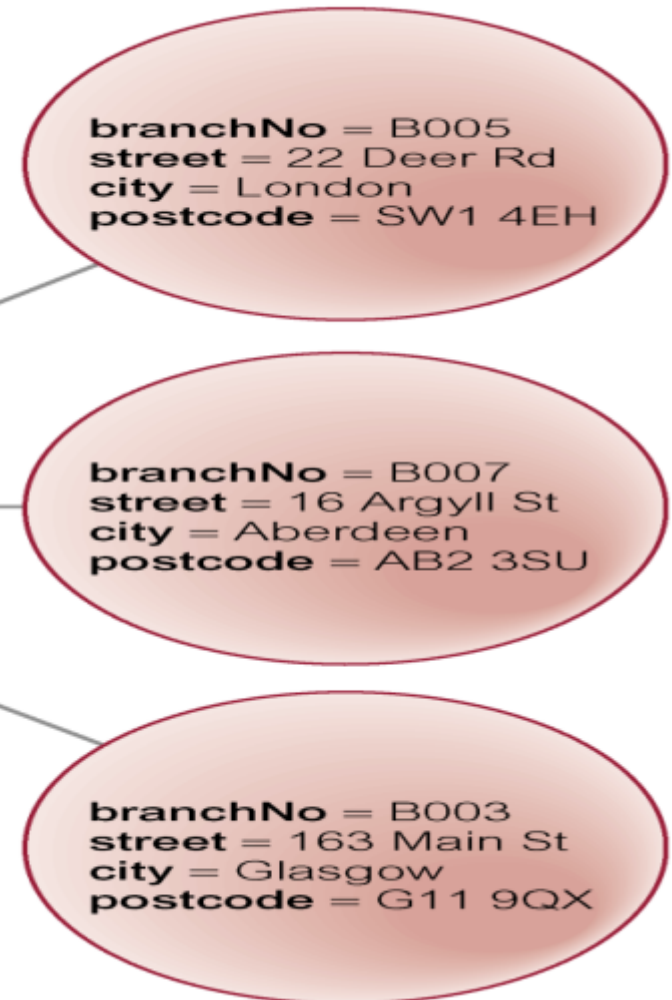 branchNo = B005
street = 22 Deer Rd
city = London
postcode = SW1 4EH
branchNo = B007
street = 16 Argyll St
city = Aberdeen
postcode = AB2 3SU
branchNo = B003
street = 163 Main St
city = Glasgow
postcode = G11 9QX